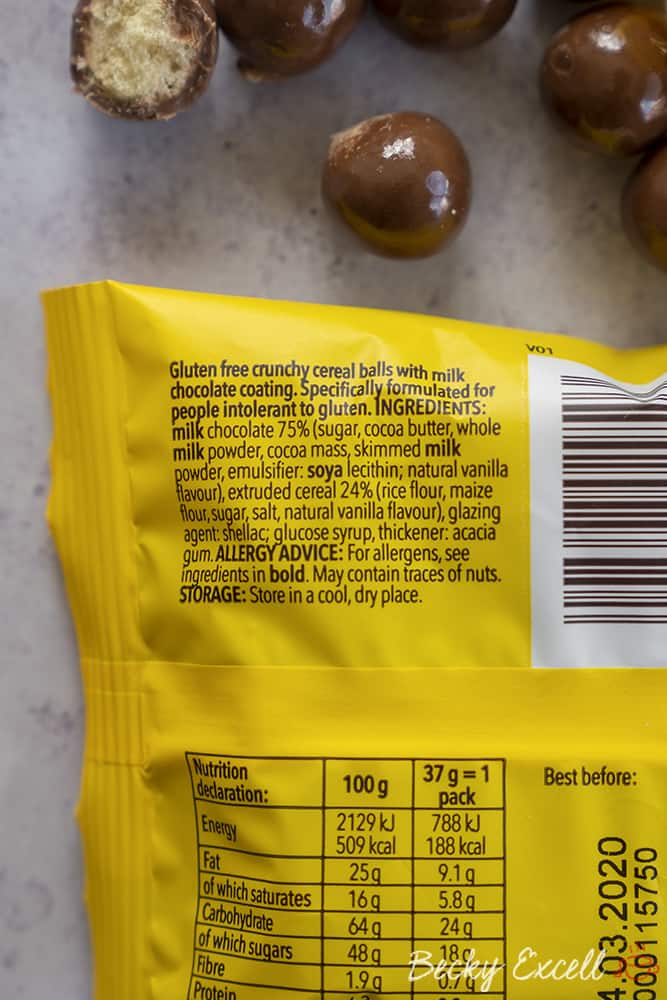 V01
Gluten free crunchy cereal balls with milk
chocolate coating. Specifically formulated for
people intolerant to gluten. INGREDIENTS:
milk chocolate 75% (sugar, cocoa butter, whole
milk powder, cocoa mass, skimmed milk
powder, emulsifier: soya lecithin; natural vanilla
flavour), extruded cereal 24% (rice flour, maize
flour, sugar, salt, natural vanilla flavour), glazing
agent: shellac; glucose syrup, thickener: acacia
gum. ALLERGY ADVICE: For allergens, see
ingredients in bold. May contain traces of nuts.
STORAGE: Store in a cool, dry place.
Nutrition declaration: 100 g 37 g = 1 pack
Energy 2129 kJ 788 kJ
509 kcal 188 kcal
Fat 25 g 9.1 g
of which saturates 16 g 5.8 g
Carbohydrate 64 g 24 g
of which sugars 48 g 18 g
Fibre 1.9 g 0.7 g
Protein
Best before:
.03.2020
000115750
Becky Excell